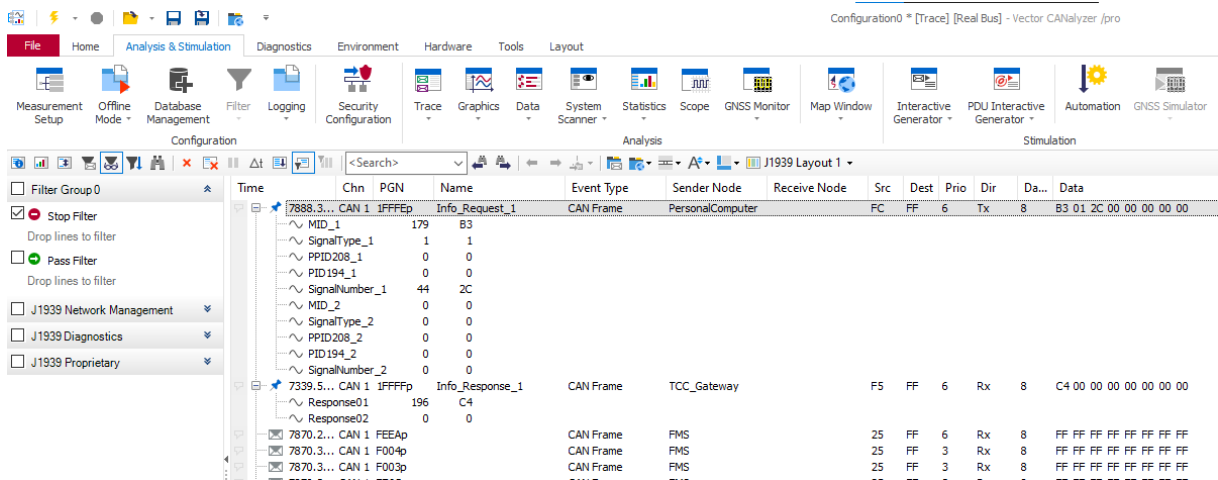 Configuration0 * [Trace] [Real Bus] - Vector CANalyzer /pro
File Home Analysis & Stimulation Diagnostics Environment Hardware Tools Layout
Measurement Setup Offline Mode Database Management Filter Logging Security Configuration Trace Graphics Data System Scanner Statistics Scope GNSS Monitor Map Window Interactive Generator PDU Interactive Generator Automation GNSS Simulator
Configuration Analysis Stimulation
Δt <Search> J1939 Layout 1
Filter Group 0
Stop Filter
Drop lines to filter
Pass Filter
Drop lines to filter
J1939 Network Management
J1939 Diagnostics
J1939 Proprietary
Time Chn PGN Name Event Type Sender Node Receive Node Src Dest Prio Dir Da... Data
7888.3... CAN 1 1FFFEp Info_Request_1 CAN Frame PersonalComputer FC FF 6 Tx 8 B3 01 2C 00 00 00 00 00
MID_1 179 B3
SignalType_1 1 1
PPID208_1 0 0
PID194_1 0 0
SignalNumber_1 44 2C
MID_2 0 0
SignalType_2 0 0
PPID208_2 0 0
PID194_2 0 0
SignalNumber_2 0 0
7339.5... CAN 1 1FFFFp Info_Response_1 CAN Frame TCC_Gateway F5 FF 6 Rx 8 C4 00 00 00 00 00 00 00
Response01 196 C4
Response02 0 0
7870.2... CAN 1 FEEAp CAN Frame FMS 25 FF 6 Rx 8 FF FF FF FF FF FF FF FF
7870.3... CAN 1 F004p CAN Frame FMS 25 FF 3 Rx 8 FF FF FF FF FF FF FF FF
7870.3... CAN 1 F003p CAN Frame FMS 25 FF 3 Rx 8 FF FF FF FF FF FF FF FF